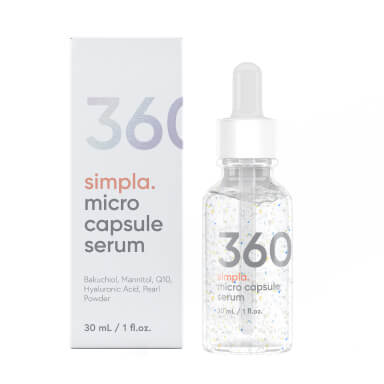 360
simpla.
micro
capsule
serum
Bakuchiol, Mannitol, Q10,
Hyaluronic Acid, Pearl
Powder
30 mL / 1 fl.oz.
360
simpla.
micro capsule
serum
30 mL / 1 fl.oz.